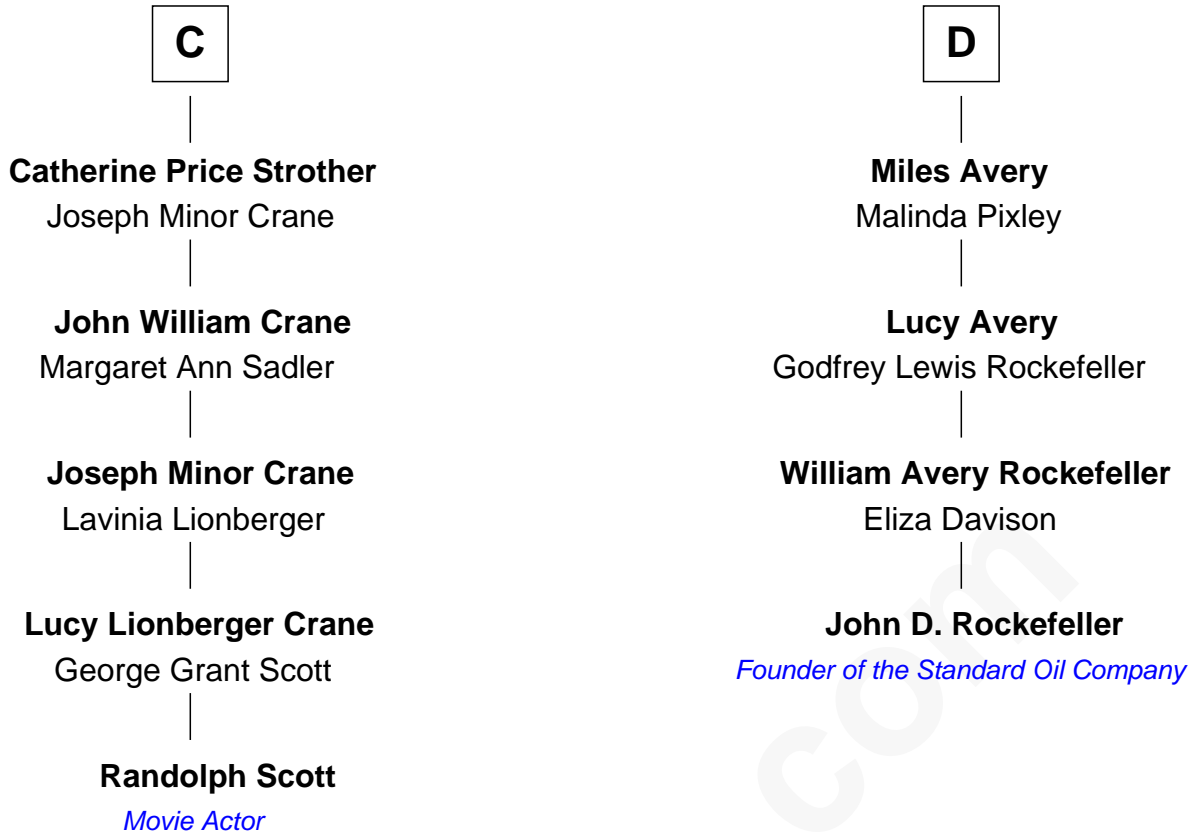 C
Catherine Price Strother
Joseph Minor Crane
John William Crane
Margaret Ann Sadler
Joseph Minor Crane
Lavinia Lionberger
Lucy Lionberger Crane
George Grant Scott
Randolph Scott
Movie Actor
D
Miles Avery
Malinda Pixley
Lucy Avery
Godfrey Lewis Rockefeller
William Avery Rockefeller
Eliza Davison
John D. Rockefeller
Founder of the Standard Oil Company
com